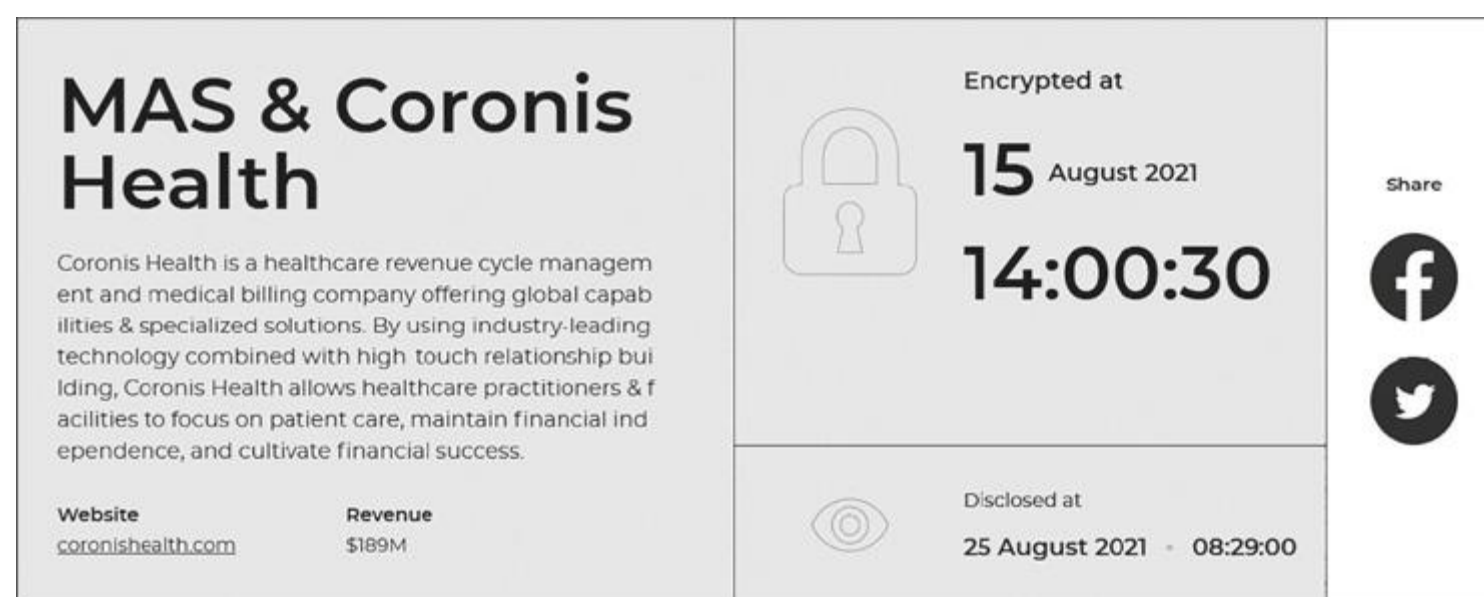 MAS & Coronis
Health
Coronis Health is a healthcare revenue cycle managem
ent and medical billing company offering global capab
ilities & specialized solutions. By using industry-leading
technology combined with high touch relationship bui
lding, Coronis Health allows healthcare practitioners & f
acilities to focus on patient care, maintain financial ind
ependence, and cultivate financial success.
Website
coronishealth.com
Revenue
$189M
Encrypted at
15 August 2021
14:00:30
Disclosed at
25 August 2021 • 08:29:00
Share